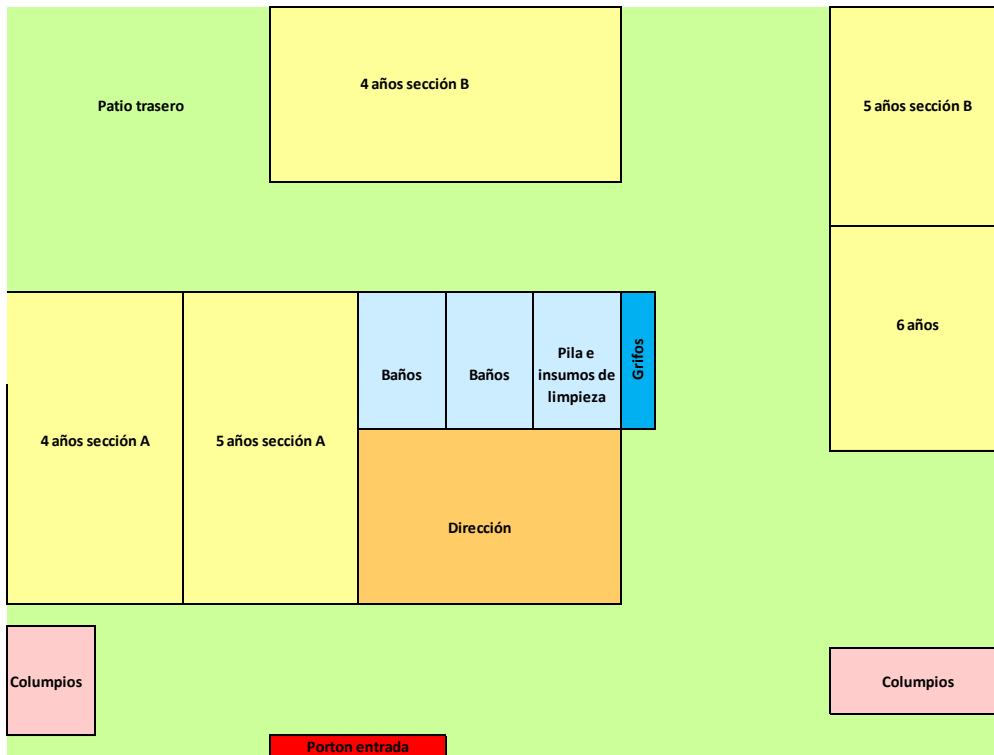 4 años sección B
Patio trasero
5 años sección B
6 años
Baños
Baños
Pila e
insumos de
limpieza
Grifos
4 años sección A
5 años sección A
Dirección
Columpios
Columpios
Porton entrada